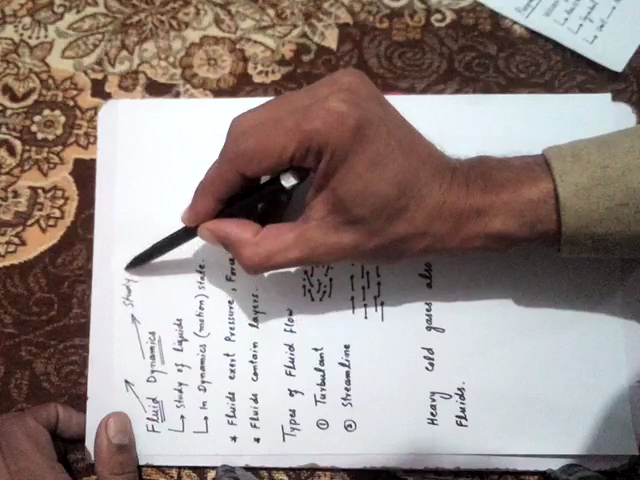 Study
Fluid Dynamics
↳ Study of Liquids
↳ In Dynamics (motion) state.
* Fluids exert Pressure, Force
* Fluids contain layers.
Types of Fluid Flow
① Turbulant
② Streamline
Heavy cold gases also
Fluids.